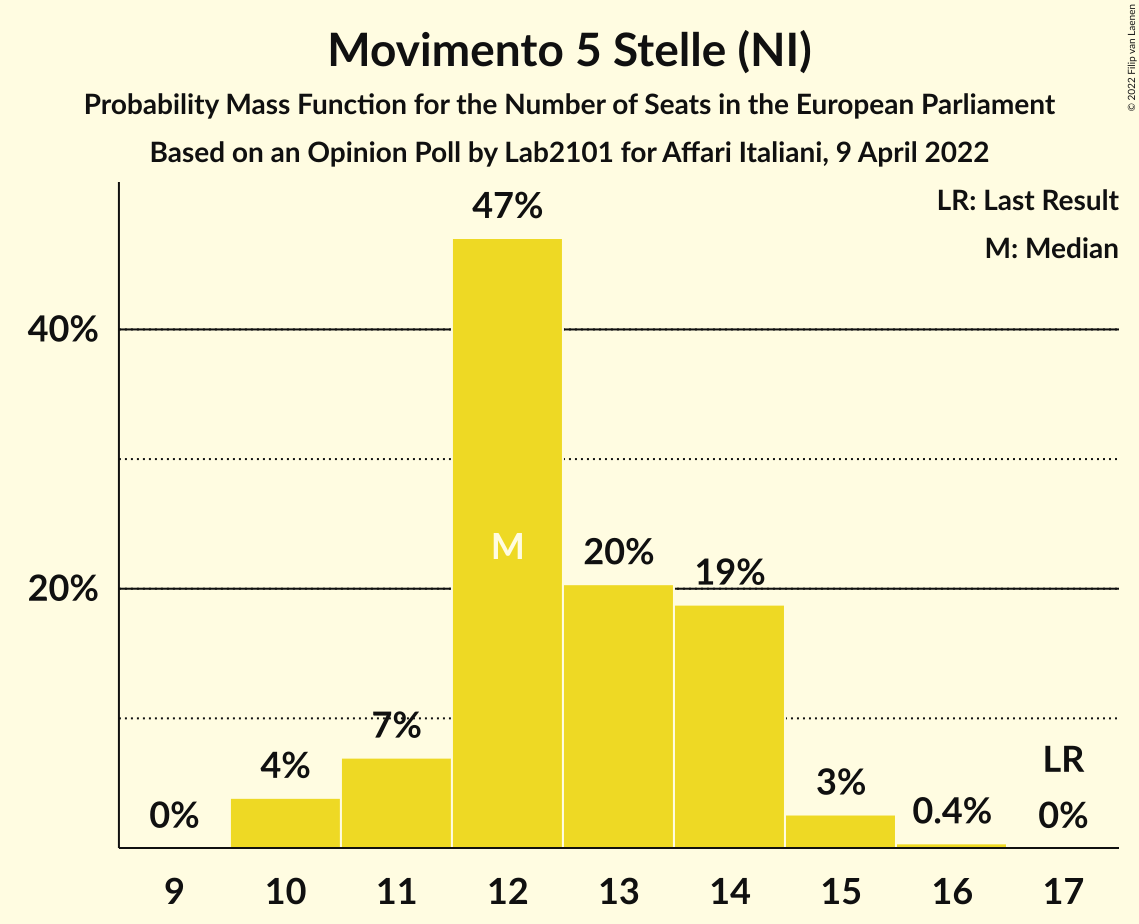 Movimento 5 Stelle (NI)
Probability Mass Function for the Number of Seats in the European Parliament
Based on an Opinion Poll by Lab2101 for Affari Italiani, 9 April 2022
© 2022 Filip van Laenen
LR: Last Result
M: Median
40%
20%
0%
4%
7%
47%
M
20%
19%
3%
0.4%
LR
0%
9 10 11 12 13 14 15 16 17